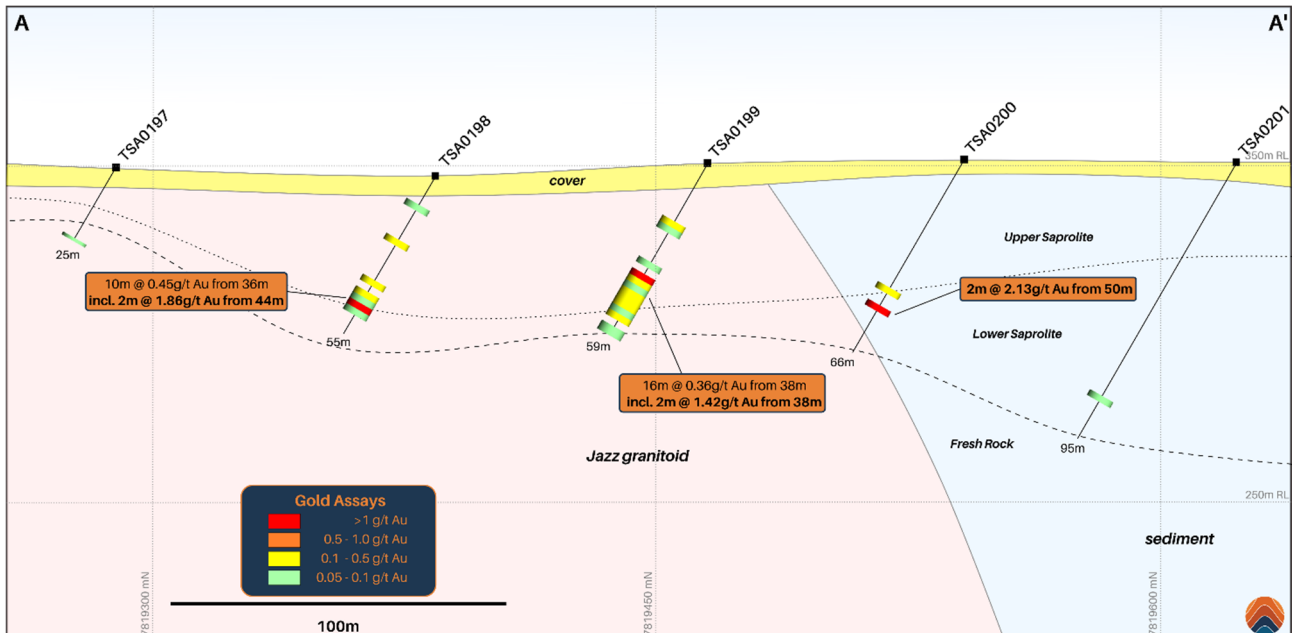 A
A'
TSA0197
TSA0198
TSA0199
TSA0200
TSA0201
350m RL
cover
Upper Saprolite
25m
10m @ 0.45g/t Au from 36m
incl. 2m @ 1.86g/t Au from 44m
2m @ 2.13g/t Au from 50m
Lower Saprolite
55m
59m
66m
16m @ 0.36g/t Au from 38m
incl. 2m @ 1.42g/t Au from 38m
Fresh Rock
95m
Jazz granitoid
250m RL
Gold Assays
>1 g/t Au
0.5 - 1.0 g/t Au
0.1 - 0.5 g/t Au
0.05 - 0.1 g/t Au
sediment
7819300 mN
7819450 mN
7819600 mN
100m